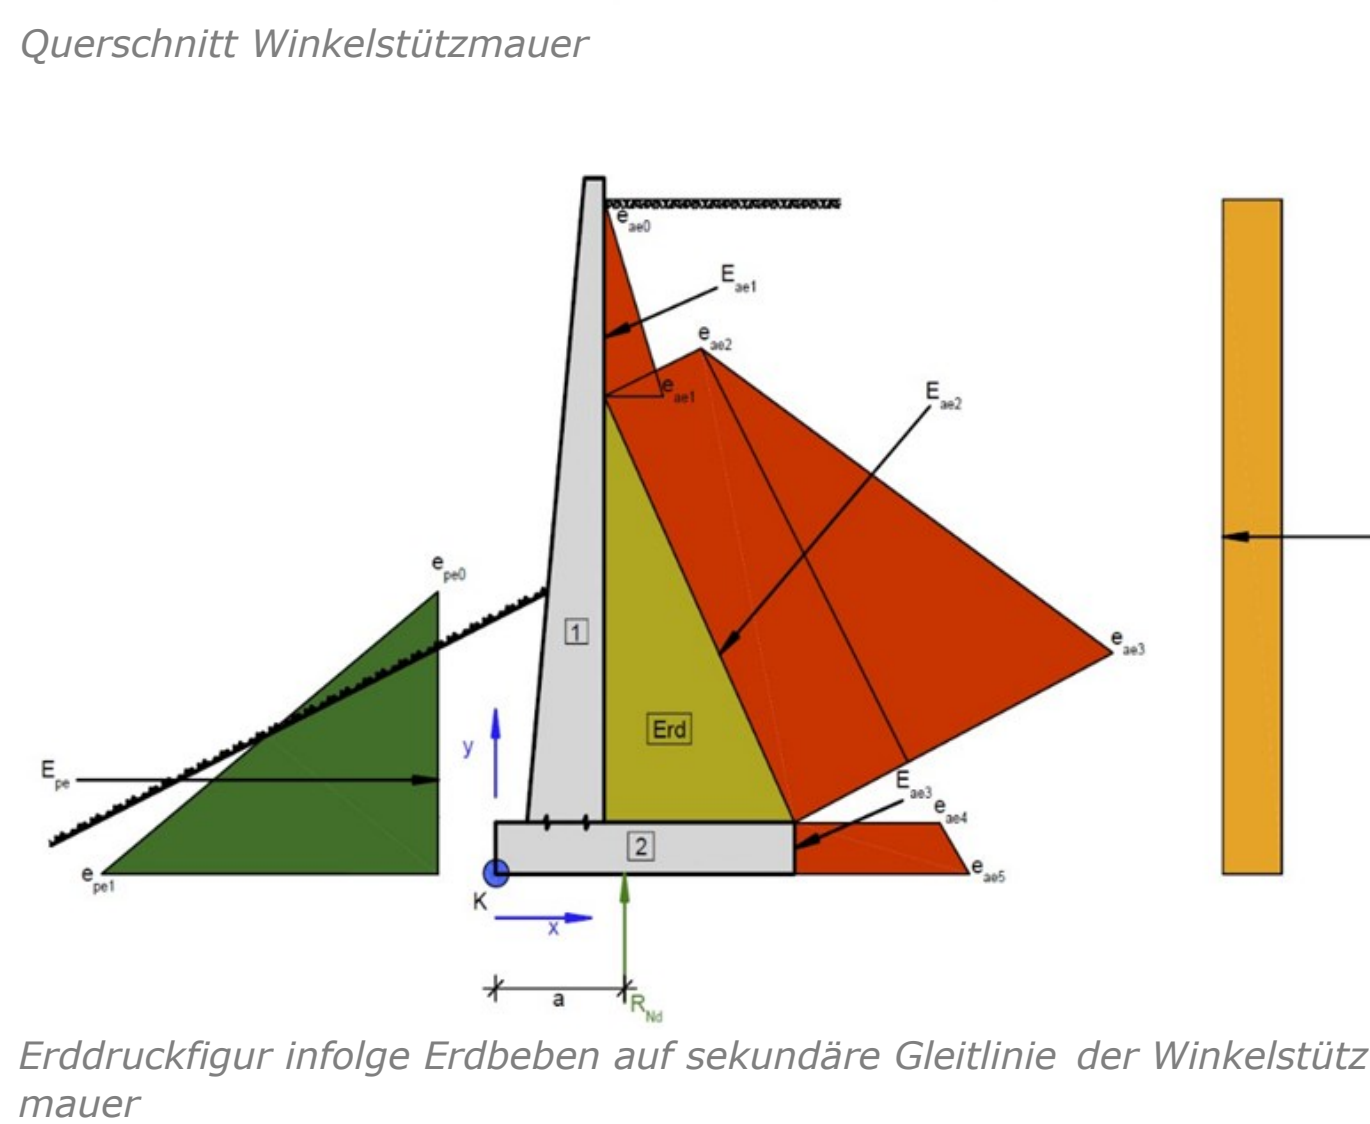 Querschnitt Winkelstützmauer
e ae0
E ae1
e ae2
e ae1
E ae2
e pe0
1
e ae3
Erd
y
E pe
E ae3
e ae4
2
e pe1
e ae5
K
x
a
R Nd
Erddruckfigur infolge Erdbeben auf sekundäre Gleitlinie der Winkelstütz
mauer